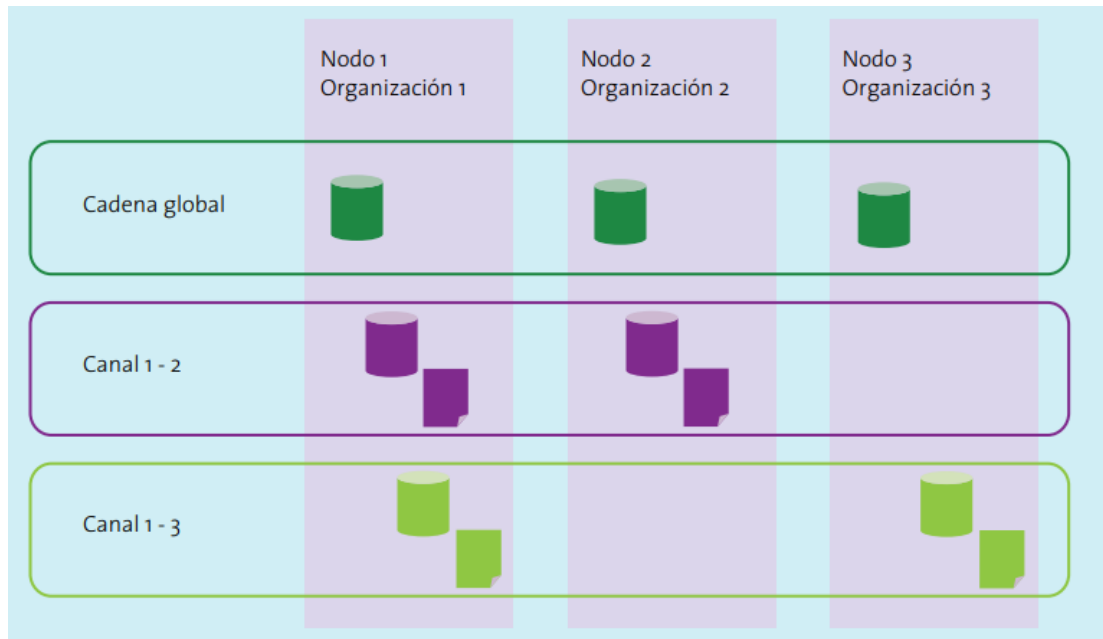 Nodo 1
Organización 1
Nodo 2
Organización 2
Nodo 3
Organización 3
Cadena global
Canal 1 - 2
Canal 1 - 3